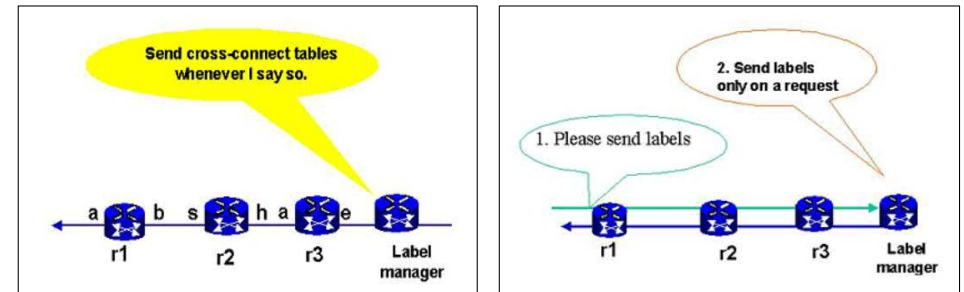 Send cross-connect tables
whenever I say so.
a b s h a e
r1 r2 r3 Label
manager
2. Send labels
only on a request
1. Please send labels
r1 r2 r3 Label
manager